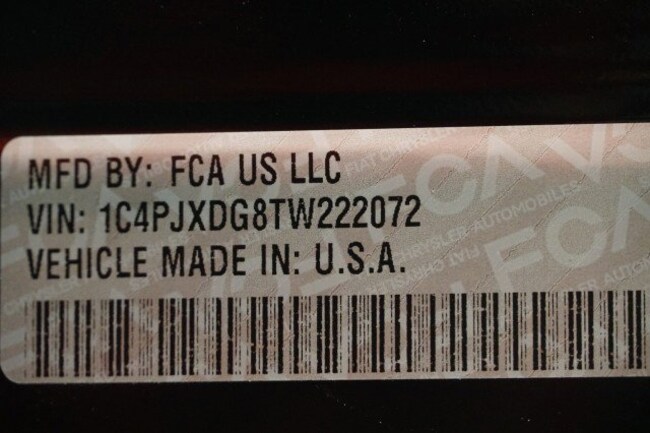 MFD BY: FCA US LLC
VIN: 1C4PJXDG8TW222072
VEHICLE MADE IN: U.S.A.